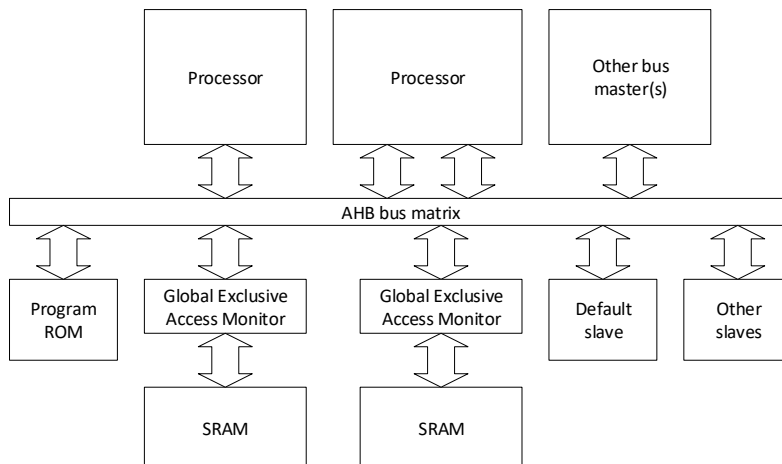 Processor
Processor
Other bus
master(s)
AHB bus matrix
Program
ROM
Global Exclusive
Access Monitor
Global Exclusive
Access Monitor
Default
slave
Other
slaves
SRAM
SRAM